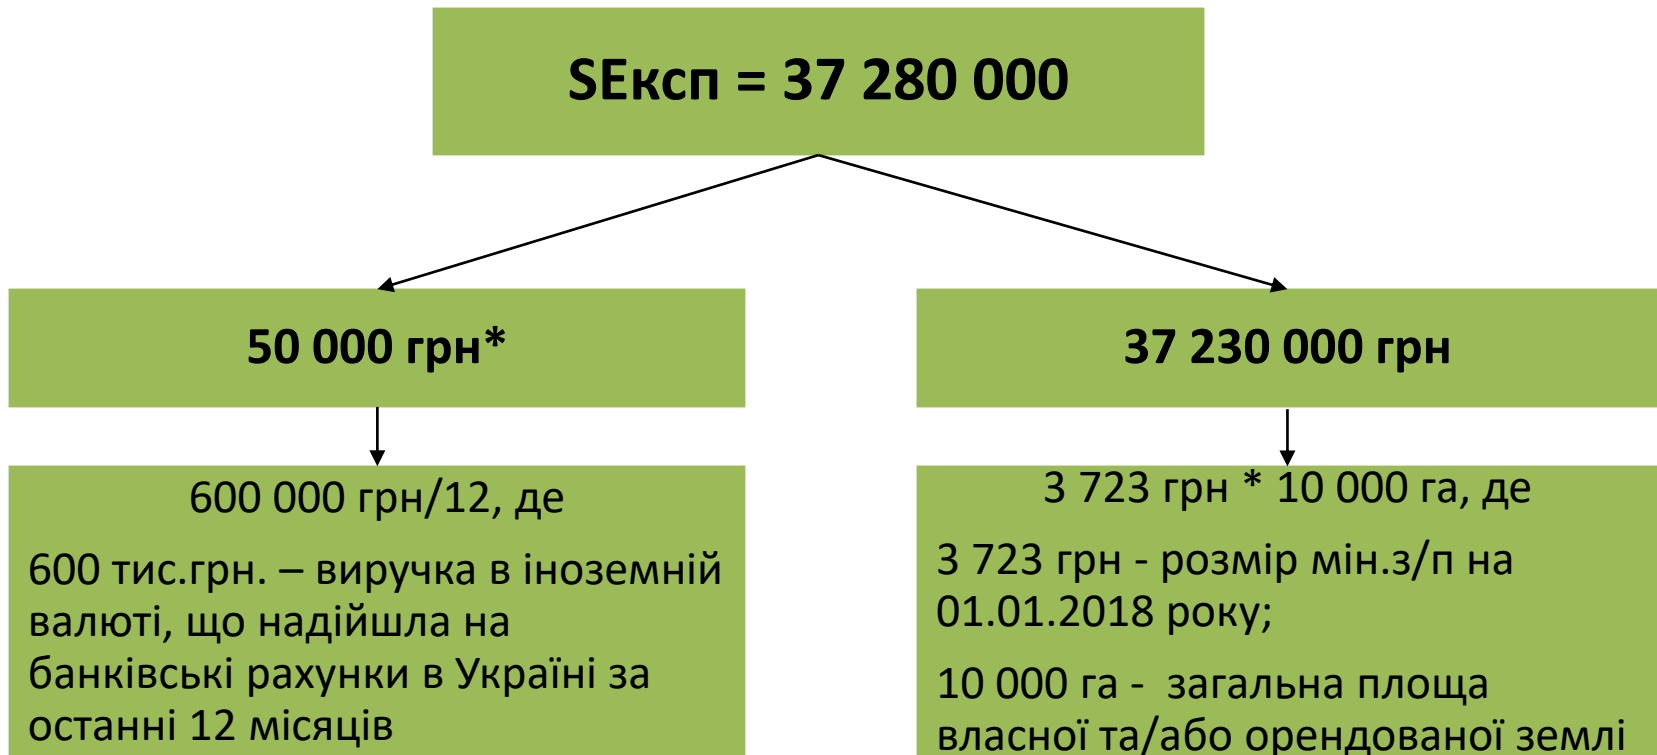 SЕксп = 37 280 000
50 000 грн*
37 230 000 грн
600 000 грн/12, де
600 тис.грн. – виручка в іноземній
валюті, що надійшла на
банківські рахунки в Україні за
останні 12 місяців
3 723 грн * 10 000 га, де
3 723 грн - розмір мін.з/п на
01.01.2018 року;
10 000 га - загальна площа
власної та/або орендованої землі